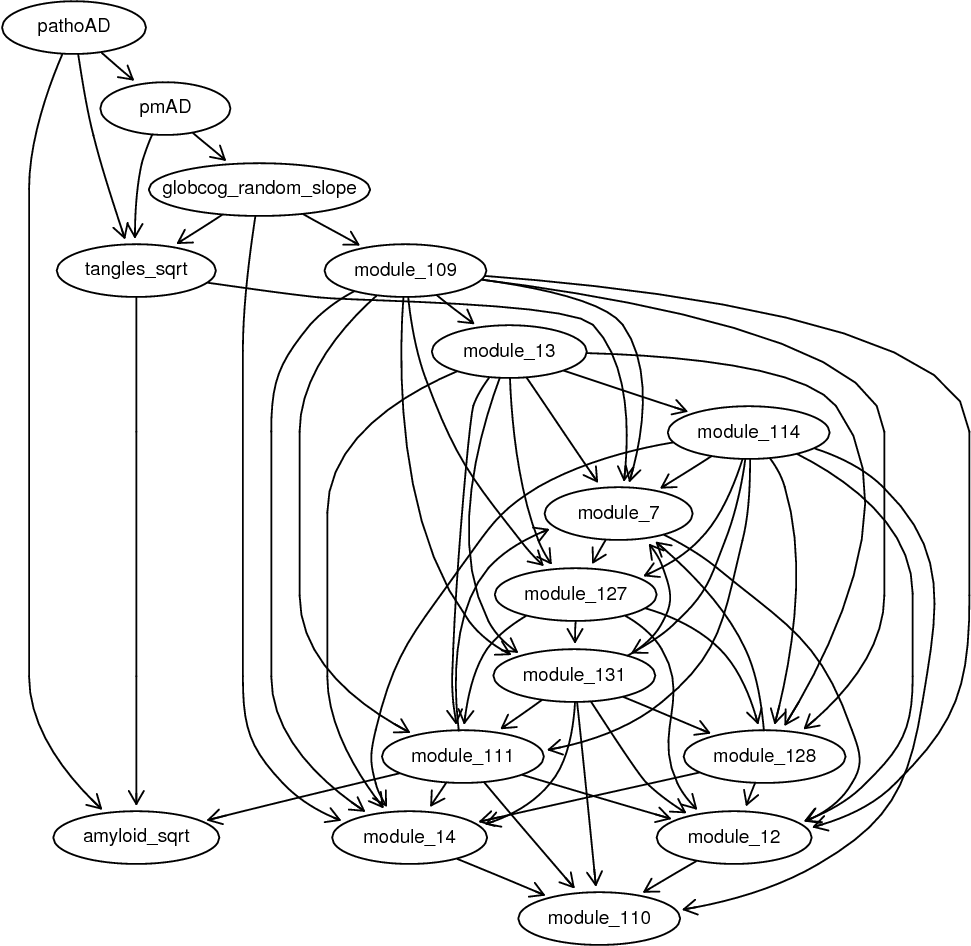 pathoAD
pmAD
globcog_random_slope
tangles_sqrt
module_109
module_13
module_114
module_7
module_127
module_131
module_111
module_128
amyloid_sqrt
module_14
module_12
module_110